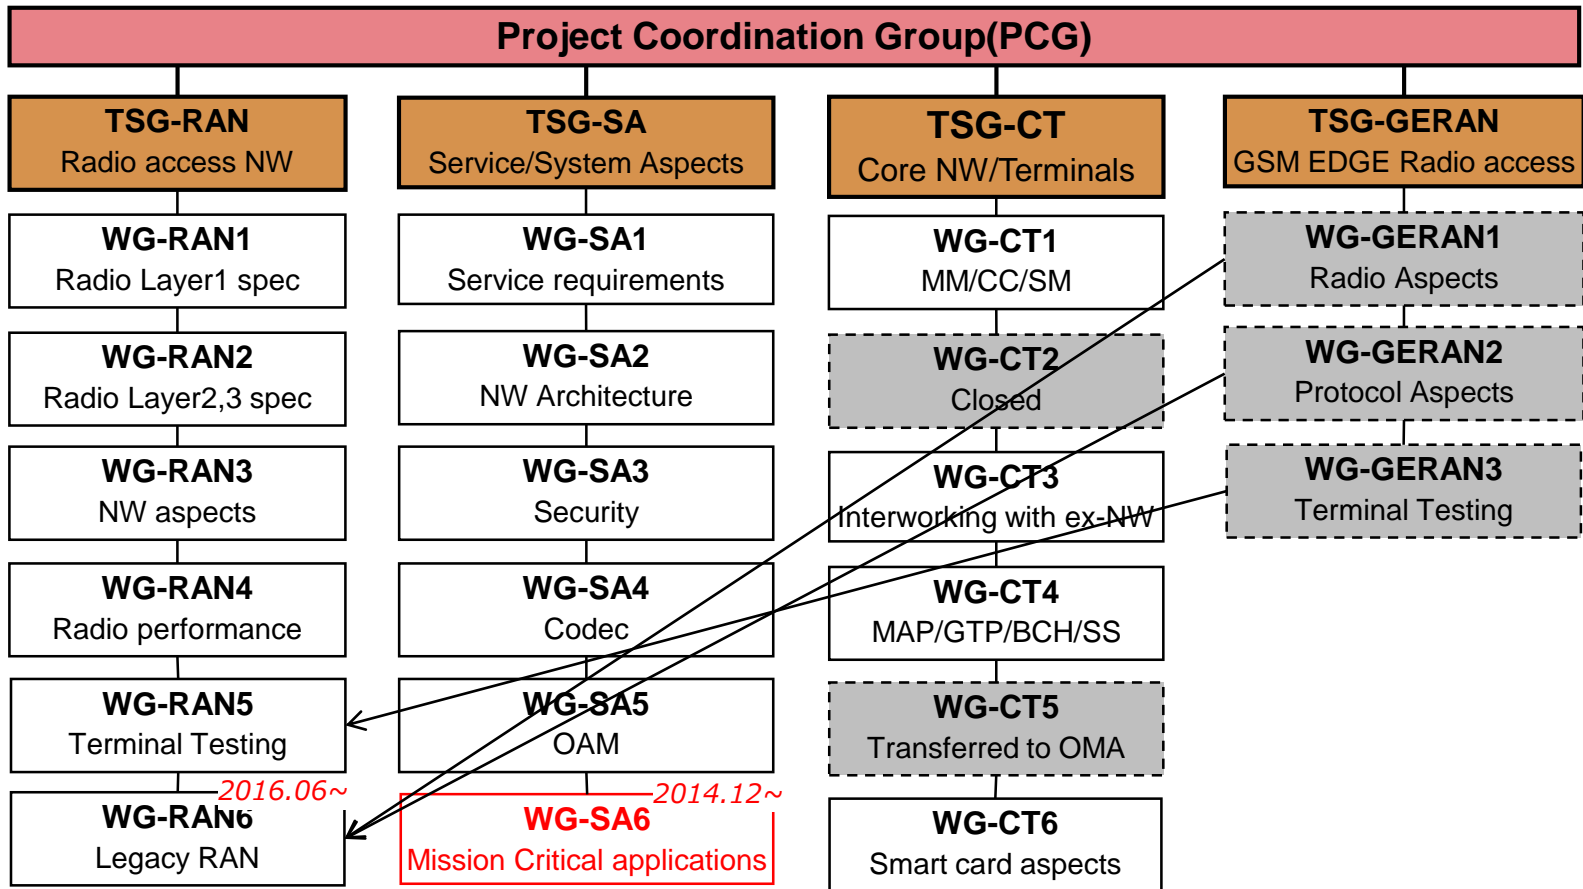 Project Coordination Group(PCG)
TSG-RAN
Radio access NW
WG-RAN1
Radio Layer1 spec
WG-RAN2
Radio Layer2,3 spec
WG-RAN3
NW aspects
WG-RAN4
Radio performance
WG-RAN5
Terminal Testing
2016.06~
WG-RAN6
Legacy RAN
TSG-SA
Service/System Aspects
WG-SA1
Service requirements
WG-SA2
NW Architecture
WG-SA3
Security
WG-SA4
Codec
WG-SA5
OAM
2014.12~
WG-SA6
Mission Critical applications
TSG-CT
Core NW/Terminals
WG-CT1
MM/CC/SM
WG-CT2
Closed
WG-CT3
Interworking with ex-NW
WG-CT4
MAP/GTP/BCH/SS
WG-CT5
Transferred to OMA
WG-CT6
Smart card aspects
TSG-GERAN
GSM EDGE Radio access
WG-GERAN1
Radio Aspects
WG-GERAN2
Protocol Aspects
WG-GERAN3
Terminal Testing